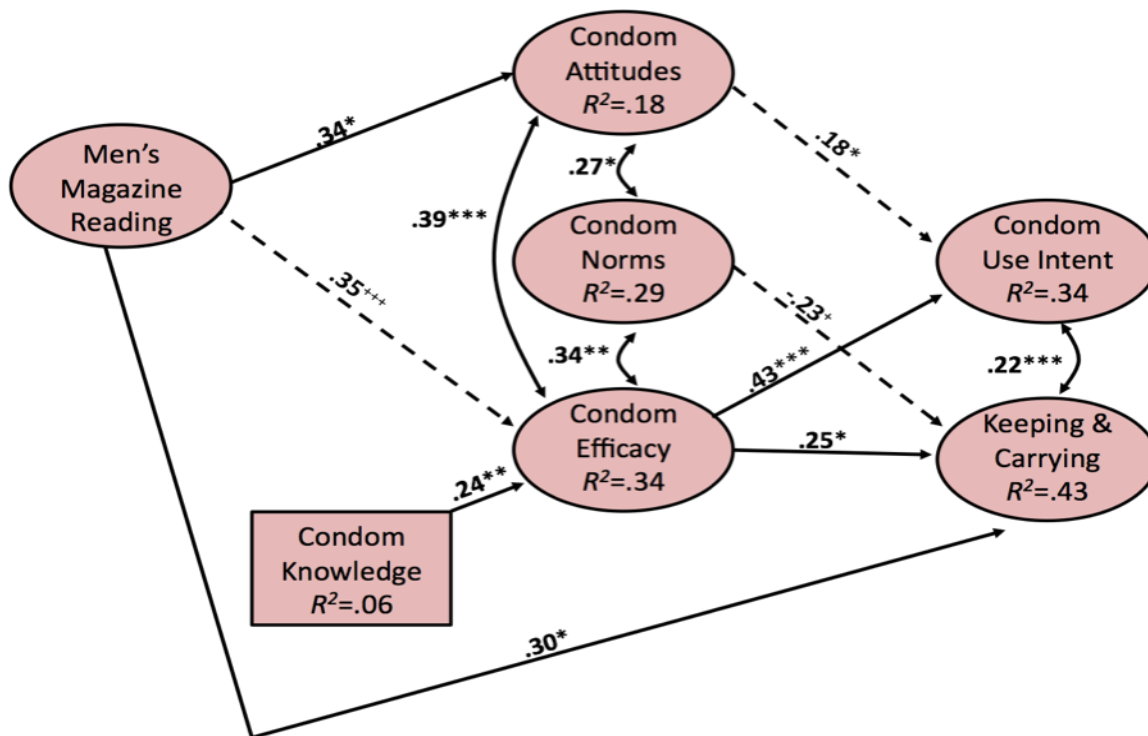 Condom
Attitudes
R²=.18
.34*
.18*
Men's
Magazine
Reading
.27*
.39***
Condom
Norms
R²=.29
Condom
Use Intent
R²=.34
.35⁺⁺⁺
-.23⁺
.34**
.43***
.22***
Condom
Efficacy
R²=.34
.25*
Keeping &
Carrying
R²=.43
.24**
Condom
Knowledge
R²=.06
.30*